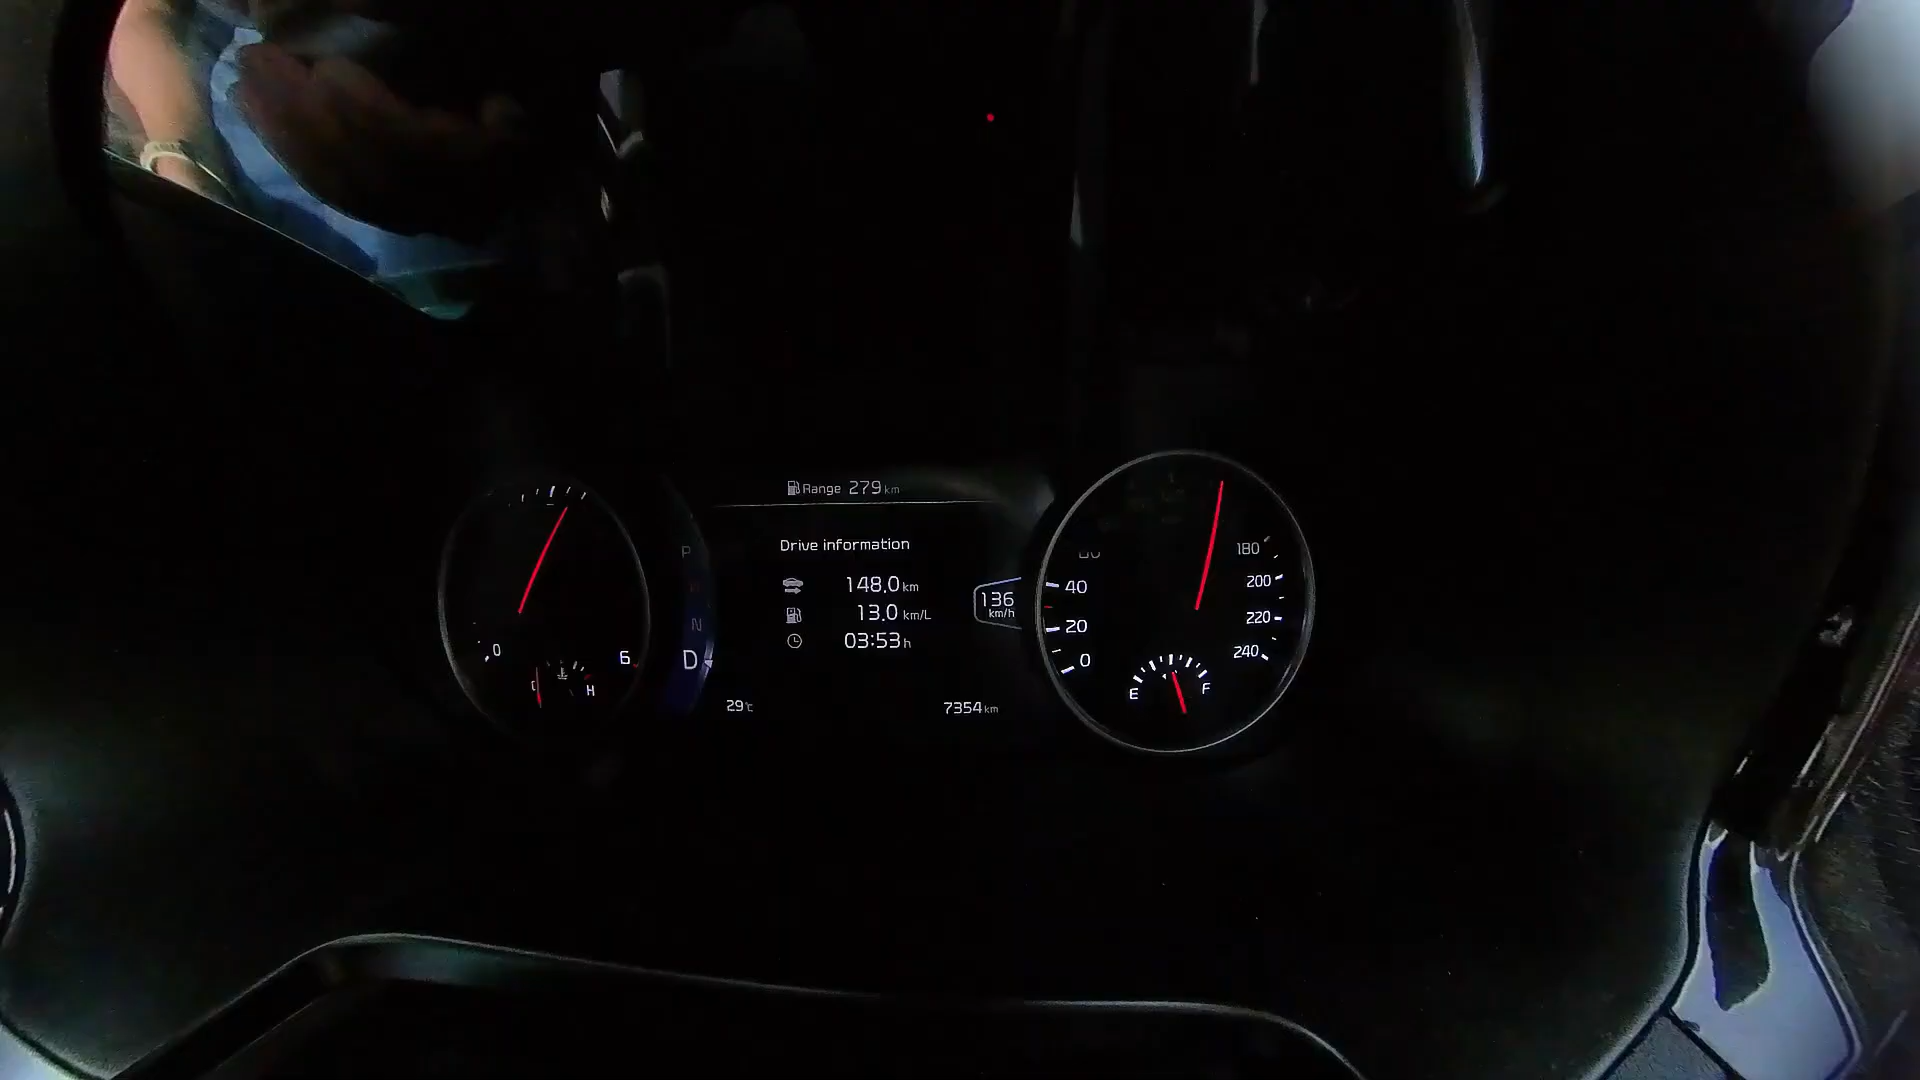 Range 279 km
Drive information
148.0 km
13.0 km/L
03:53 h
29°C
7354 km
136
km/h
P
N
D
0
6
H
40
20
0
180
200
220
240
E
F